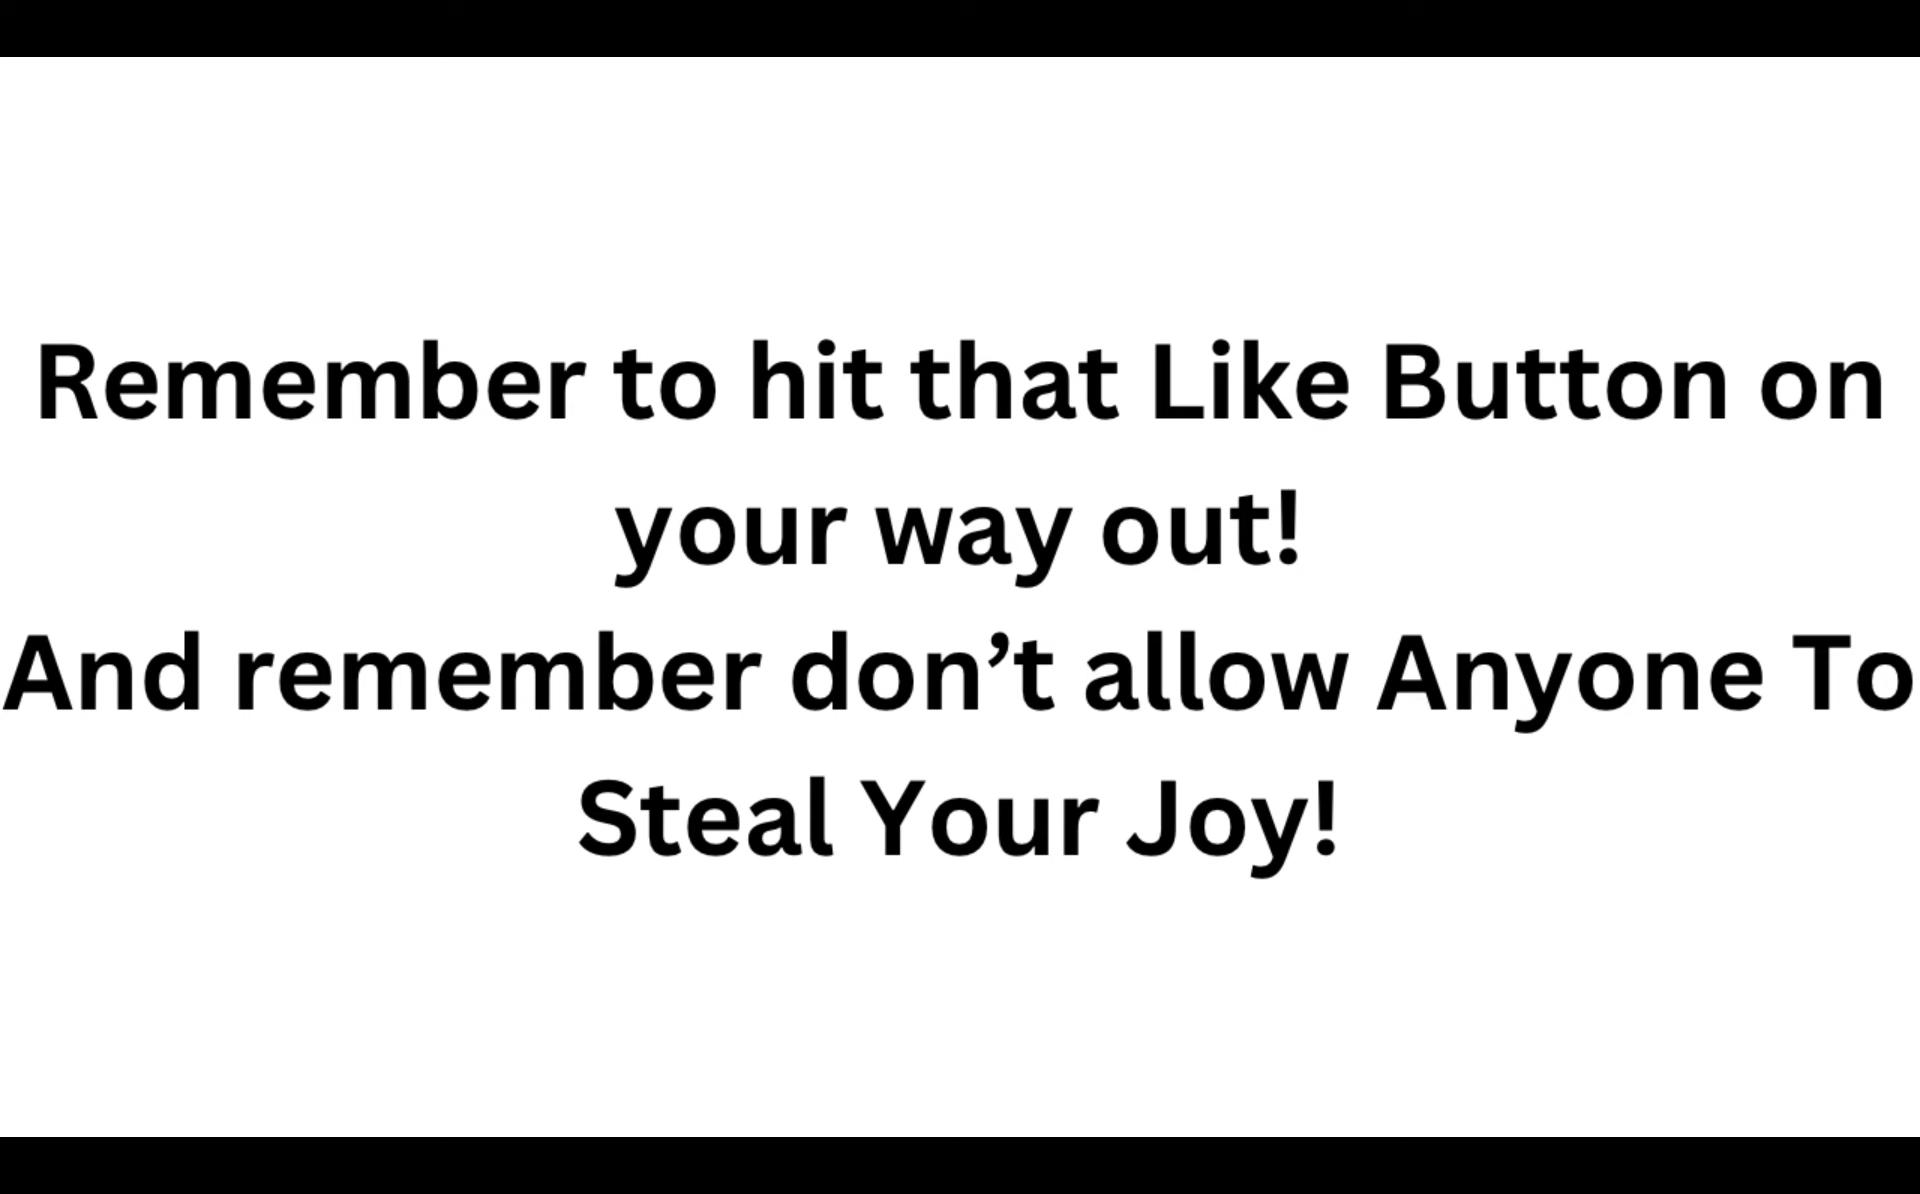 Remember to hit that Like Button on
your way out!
And remember don’t allow Anyone To
Steal Your Joy!